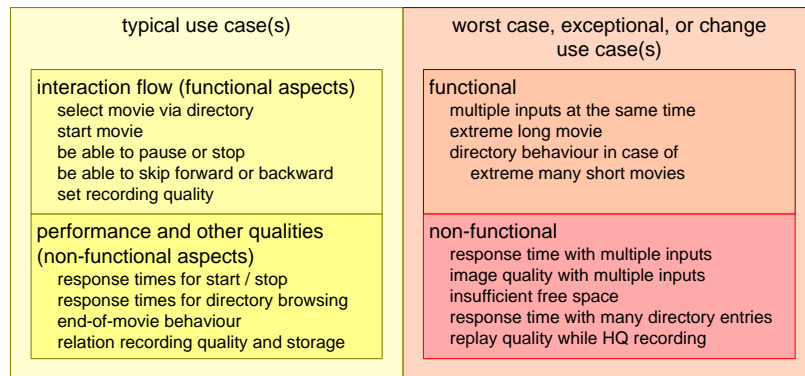 typical use case(s)
interaction flow (functional aspects)
select movie via directory
start movie
be able to pause or stop
be able to skip forward or backward
set recording quality
performance and other qualities
(non-functional aspects)
response times for start / stop
response times for directory browsing
end-of-movie behaviour
relation recording quality and storage
worst case, exceptional, or change
use case(s)
functional
multiple inputs at the same time
extreme long movie
directory behaviour in case of
extreme many short movies
non-functional
response time with multiple inputs
image quality with multiple inputs
insufficient free space
response time with many directory entries
replay quality while HQ recording